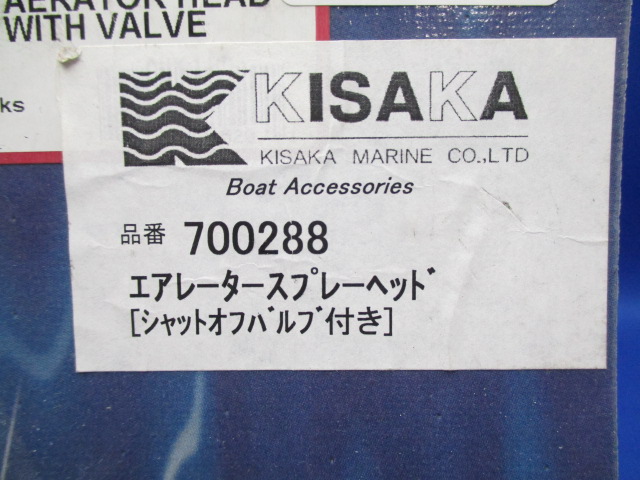 AERATOR HEAD
WITH VALVE
ks
KISAKA
KISAKA MARINE CO.,LTD
Boat Accessories
品番 700288
エアレータースプレーヘッド
[シャットオフバルブ付き]